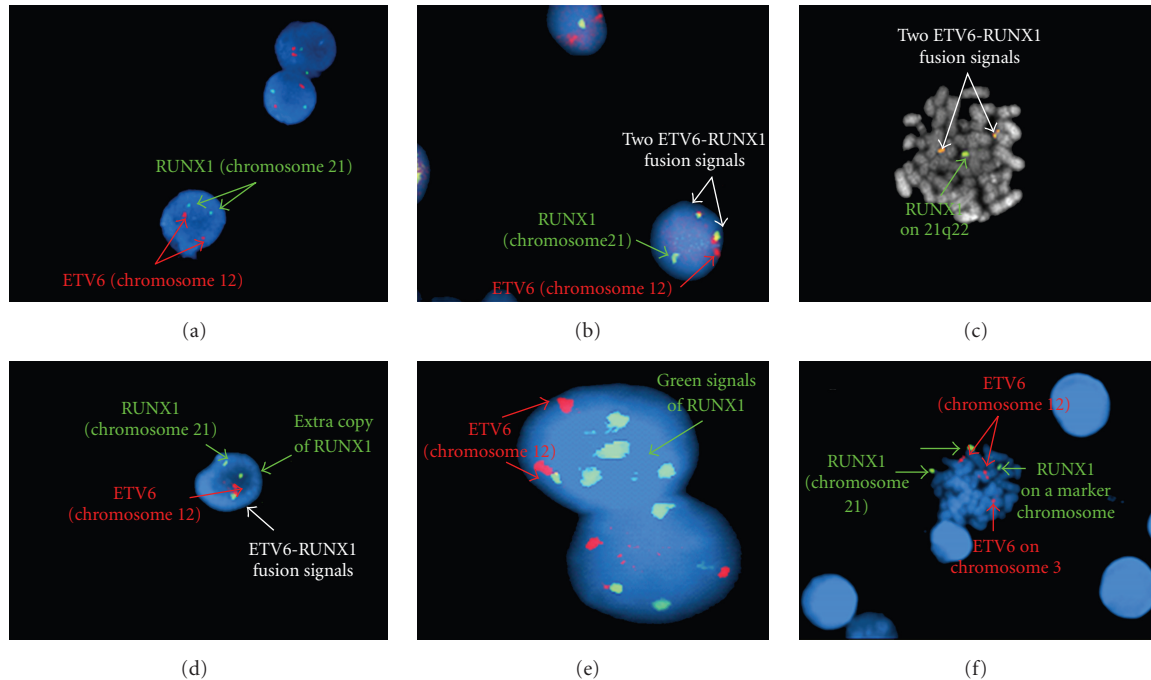 RUNX1 (chromosome 21)
ETV6 (chromosome 12)
(a)
Two ETV6-RUNX1
fusion signals
RUNX1
(chromosome21)
ETV6 (chromosome 12)
(b)
Two ETV6-RUNX1
fusion signals
RUNX1
on 21q22
(c)
RUNX1
(chromosome 21)
Extra copy
of RUNX1
ETV6
(chromosome 12)
ETV6-RUNX1
fusion signals
(d)
Green signals
of RUNX1
ETV6
(chromosome 12)
(e)
ETV6
(chromosome 12)
RUNX1
(chromosome
21)
RUNX1
on a marker
chromosome
ETV6 on
chromosome 3
(f)